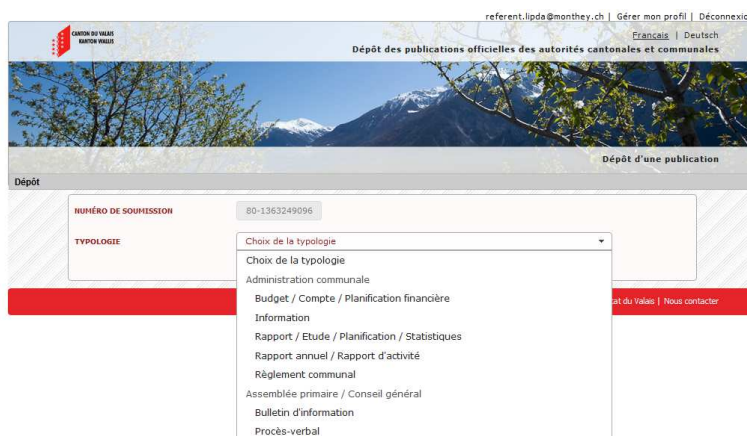 referent.lipda@monthey.ch | Gérer mon profil | Déconnexio
CANTON DU VALAIS
KANTON WALLIS
Français | Deutsch
Dépôt des publications officielles des autorités cantonales et communales
Dépôt d'une publication
Dépôt
NUMÉRO DE SOUMISSION 80-1363249096
TYPOLOGIE Choix de la typologie
Choix de la typologie
Administration communale
Budget / Compte / Planification financière
Information
at du Valais | Nous contacter
Rapport / Etude / Planification / Statistiques
Rapport annuel / Rapport d'activité
Règlement communal
Assemblée primaire / Conseil général
Bulletin d'information
Procès-verbal